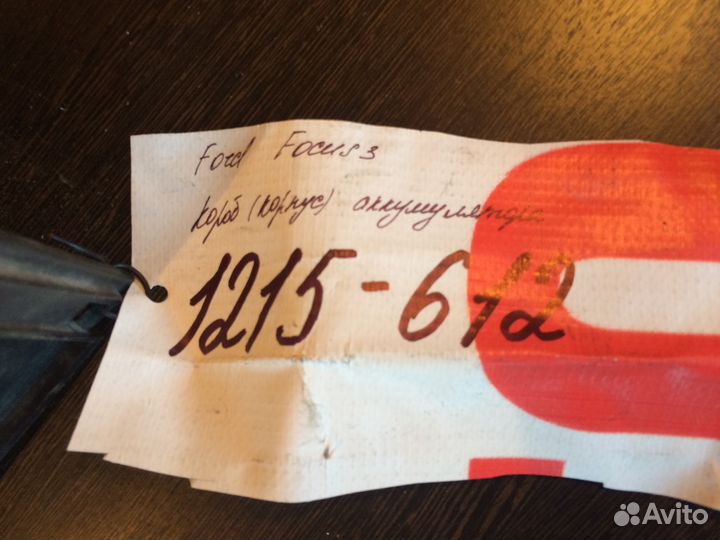 Ford Focus 3
короб (корпус) аккумулятора
1215-612
Avito